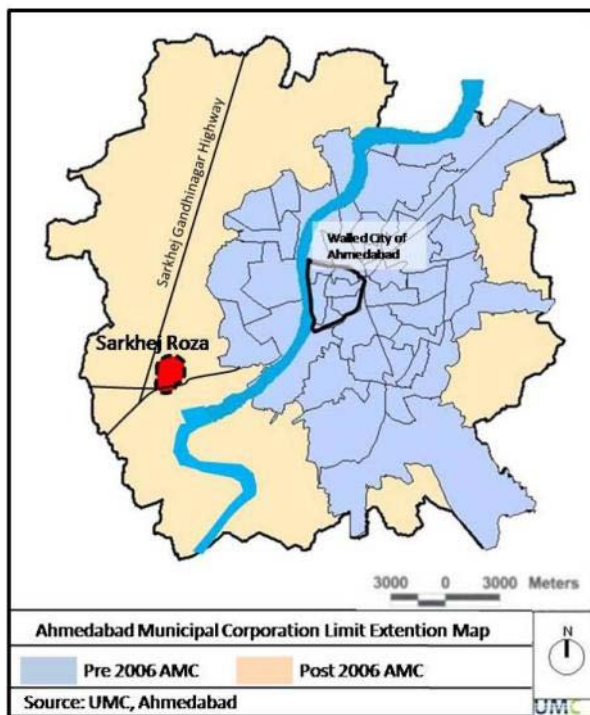 Sarkhej Gandhinagar Highway
Walled City of
Ahmedabad
Sarkhej Roza
3000 0 3000 Meters
Ahmedabad Municipal Corporation Limit Extention Map
Pre 2006 AMC Post 2006 AMC
N
Source: UMC, Ahmedabad
UMC